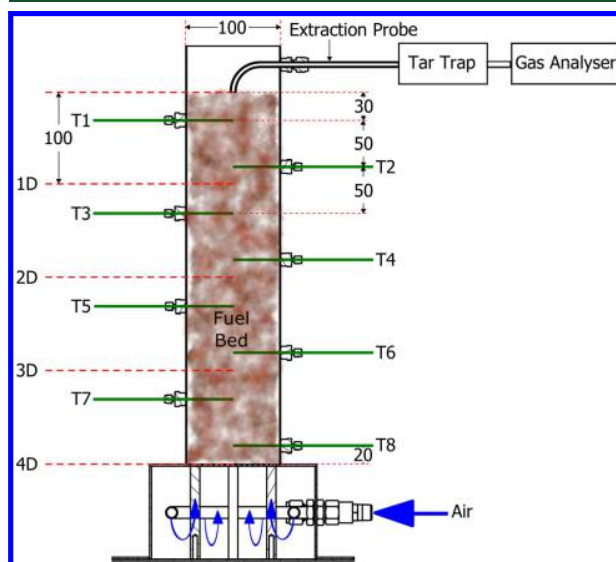 100
Extraction Probe
Tar Trap
Gas Analyser
30
T1
100
50
T2
1D
50
T3
T4
2D
T5
Fuel
Bed
T6
3D
T7
T8
20
4D
Air